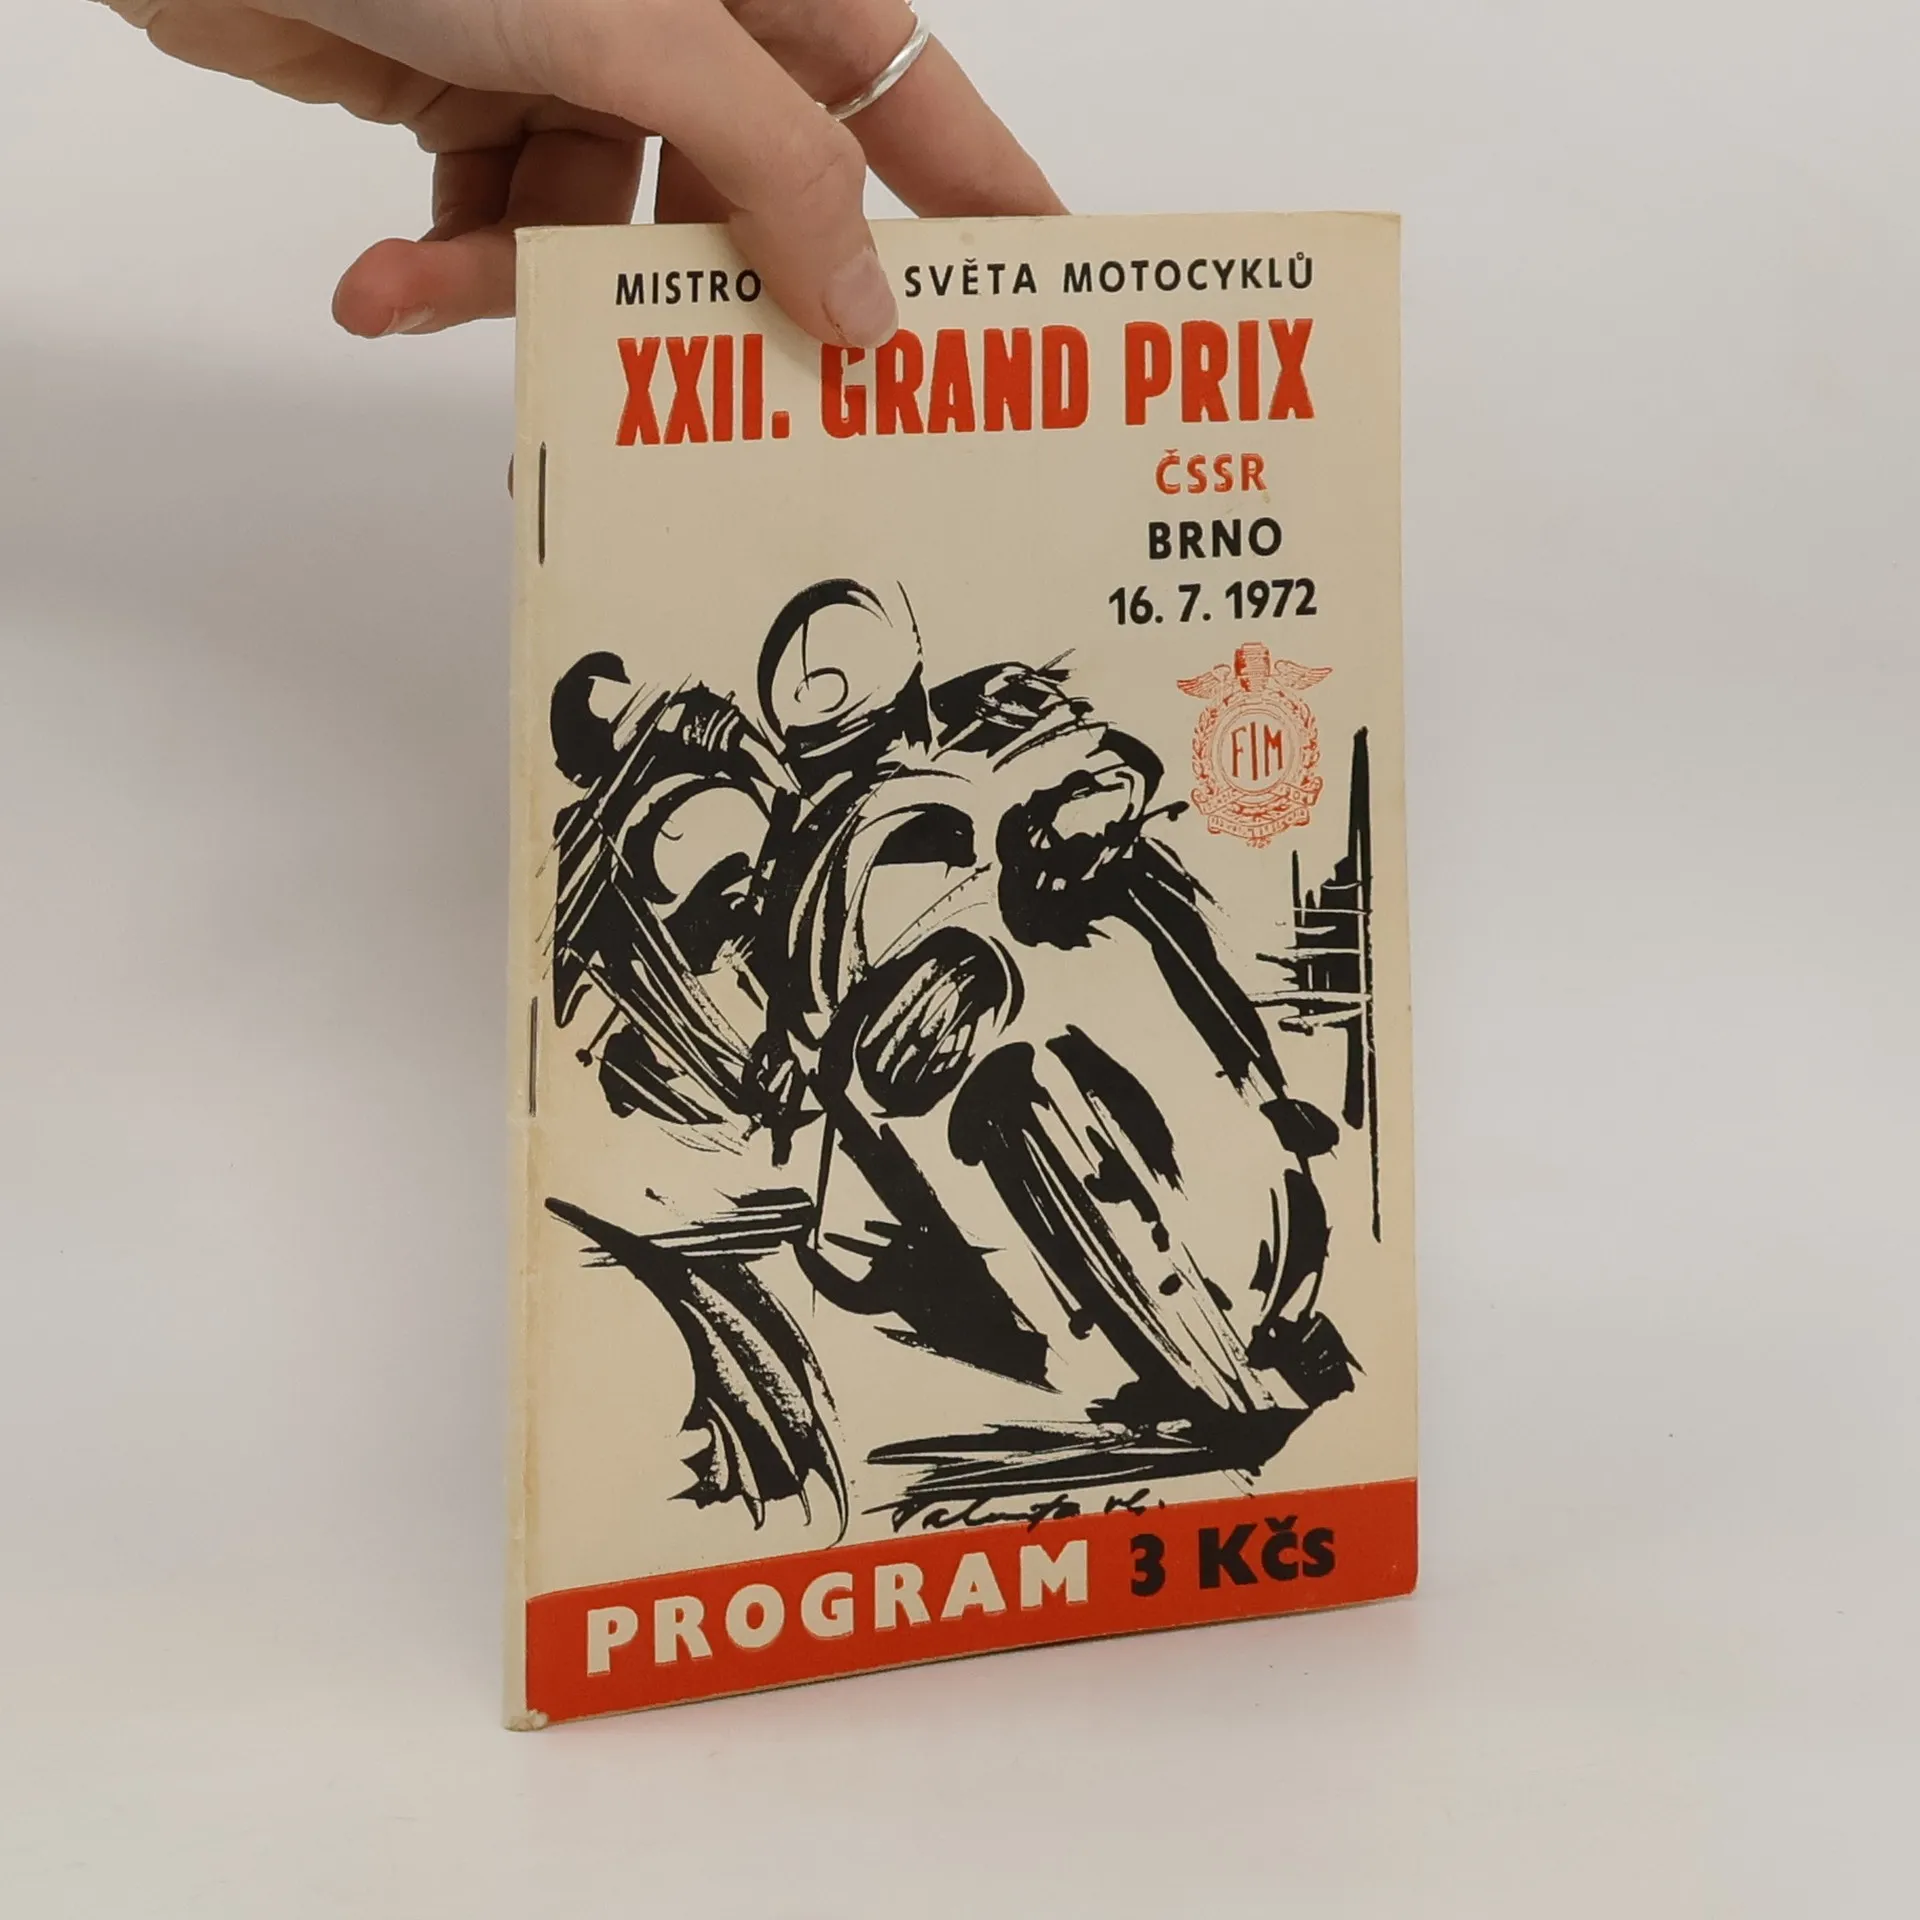 MISTRO SVĚTA MOTOCYKLŮ
XXII. GRAND PRIX
ČSSR
BRNO
16. 7. 1972
FIM
PROGRAM 3 Kčs